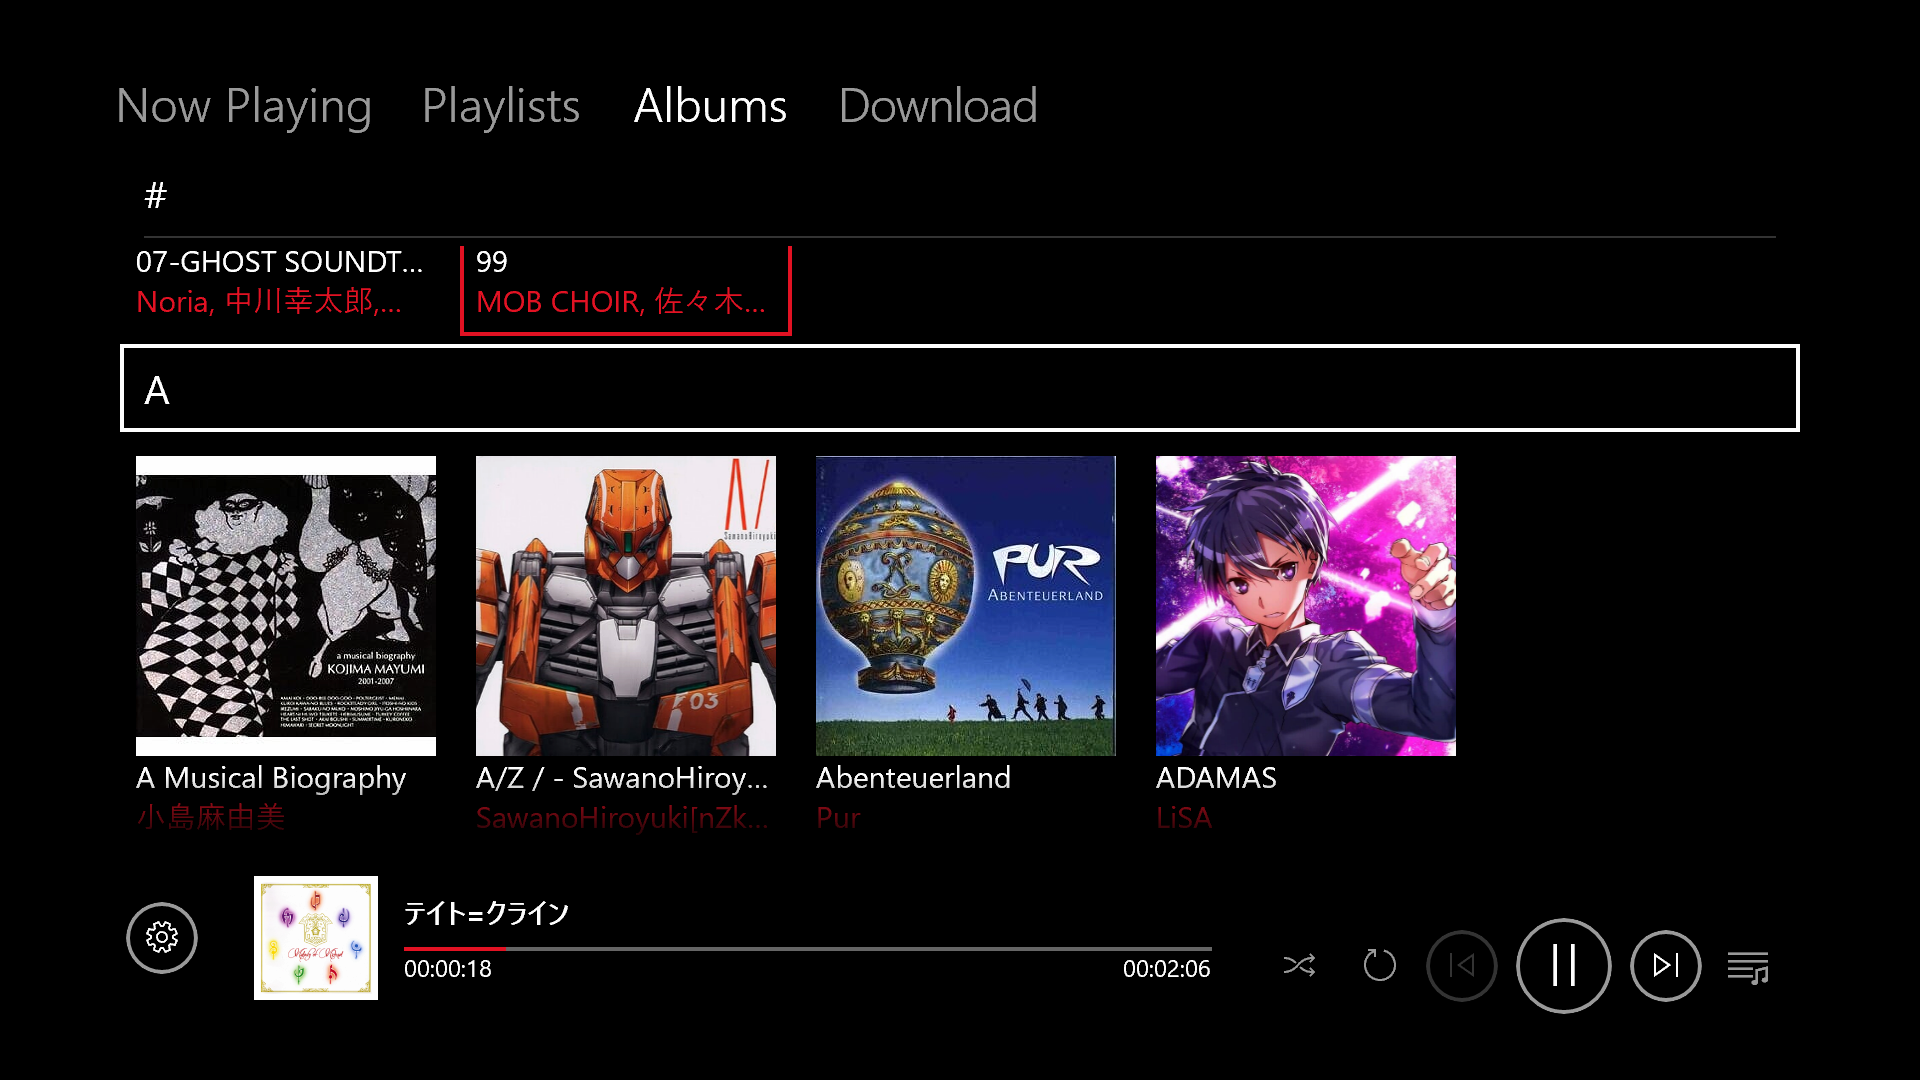 Now Playing Playlists Albums Download
#
07-GHOST SOUNDT... 99
Noria, 中川幸太郎,... MOB CHOIR, 佐々木...
A
a musical biography
KOJIMA MAYUMI
2001-2007
SawanoHiroyuki
03
PUR
ABENTEUERLAND
A Musical Biography A/Z / - SawanoHiroy... Abenteuerland ADAMAS
小島麻由美 SawanoHiroyuki[nZk... Pur LiSA
テイト=クライン
00:00:18 00:02:06